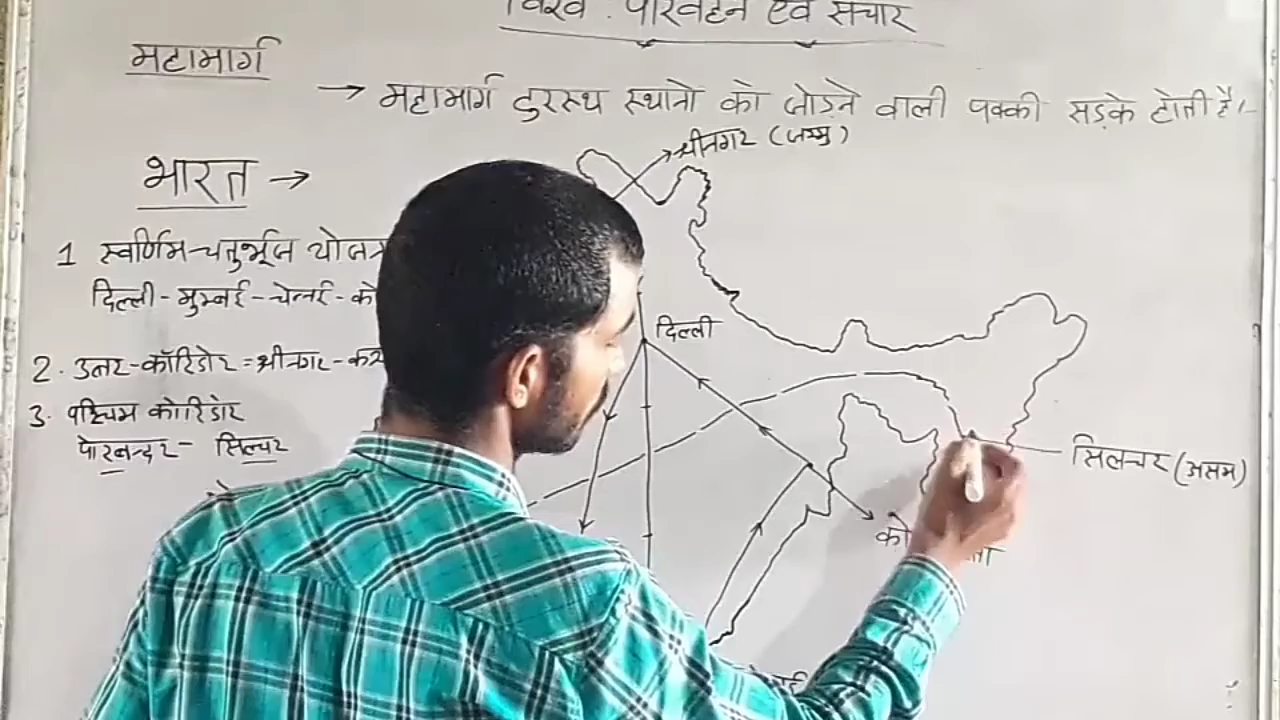 विश्व : परिवहन एवं संचार
महामार्ग
→ महामार्ग दुरस्थ स्थानो को जोड़ने वाली पक्की सड़के होती है।
श्रीनगर (जम्मु)
भारत →
1 स्वर्णिम चतुर्भूज योजना
दिल्ली - मुम्बई - चेन्नई - को
दिल्ली
2. उत्तर - कॉरिडोर = श्रीनगर - कन्य
3. पश्चिम कोरिडोर
पोरबन्दर - सिल्चर
सिलचर (असम)